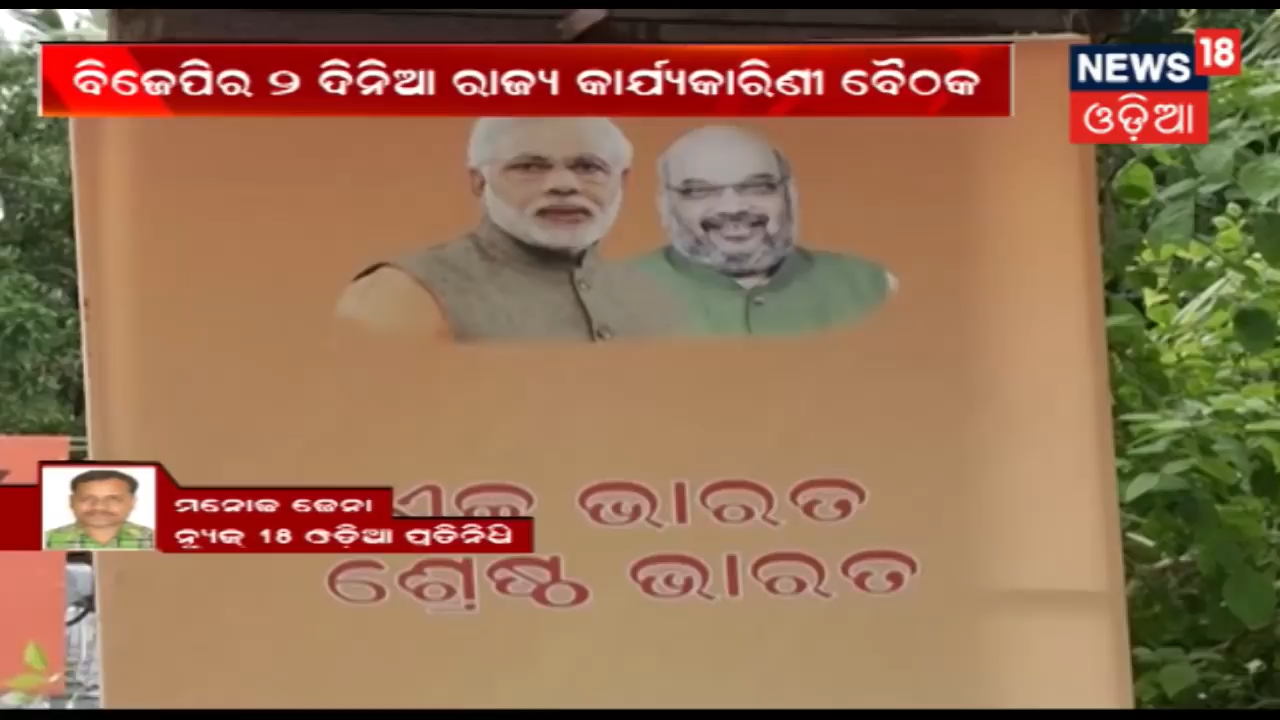 ବିଜେପିର ୨ ଦିନିଆ ରାଜ୍ୟ କାର୍ଯ୍ୟକାରିଣୀ ବୈଠକ
NEWS 18
ଓଡ଼ିଆ
ମନୋଜ ଜେନା
ନ୍ୟୁଜ୍ 18 ଓଡ଼ିଆ ପ୍ରତିନିଧି
ଭାରତ
ଶ୍ରେଷ୍ଠ ଭାରତ